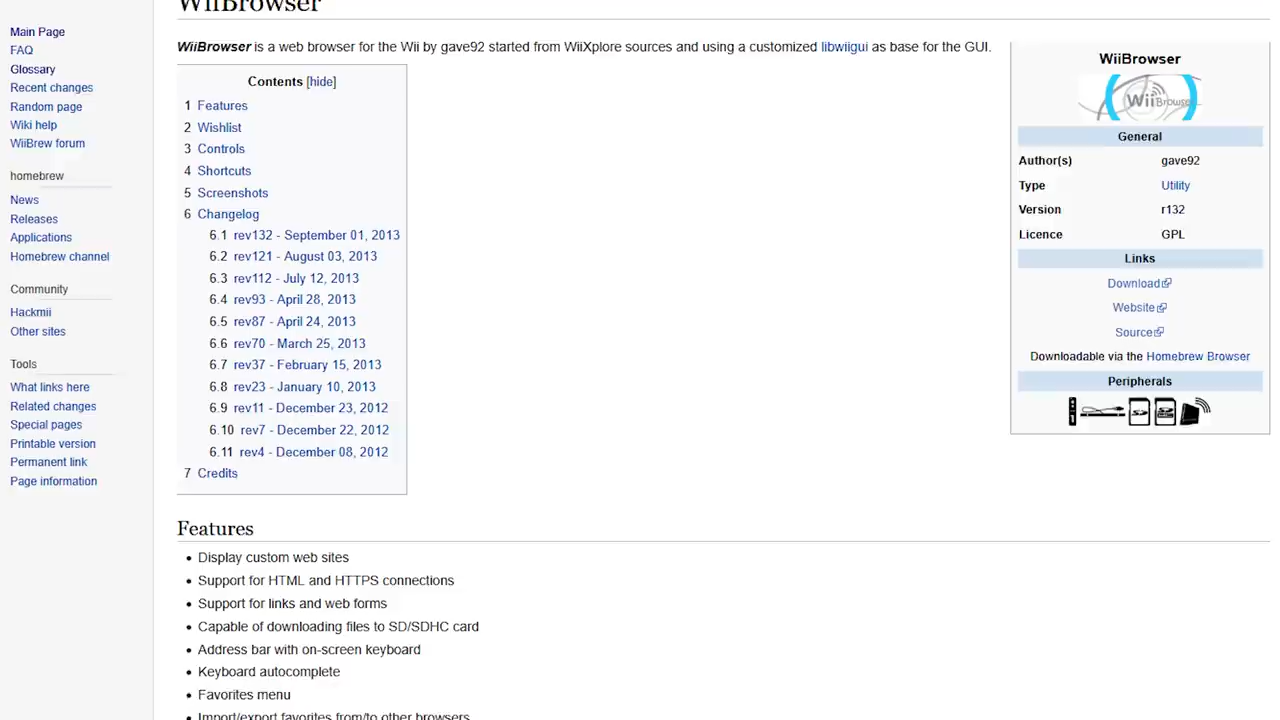 WiiBrowser
Main Page
FAQ
Glossary
Recent changes
Random page
Wiki help
WiiBrew forum
homebrew
News
Releases
Applications
Homebrew channel
Community
Hackmii
Other sites
Tools
What links here
Related changes
Special pages
Printable version
Permanent link
Page information
WiiBrowser is a web browser for the Wii by gave92 started from WiiXplore sources and using a customized libwiigui as base for the GUI.
Contents [hide]
1 Features
2 Wishlist
3 Controls
4 Shortcuts
5 Screenshots
6 Changelog
6.1 rev132 - September 01, 2013
6.2 rev121 - August 03, 2013
6.3 rev112 - July 12, 2013
6.4 rev93 - April 28, 2013
6.5 rev87 - April 24, 2013
6.6 rev70 - March 25, 2013
6.7 rev37 - February 15, 2013
6.8 rev23 - January 10, 2013
6.9 rev11 - December 23, 2012
6.10 rev7 - December 22, 2012
6.11 rev4 - December 08, 2012
7 Credits
WiiBrowser
WiiBrowser
General
Author(s) gave92
Type Utility
Version r132
Licence GPL
Links
Download
Website
Source
Downloadable via the Homebrew Browser
Peripherals
Features
Display custom web sites
Support for HTML and HTTPS connections
Support for links and web forms
Capable of downloading files to SD/SDHC card
Address bar with on-screen keyboard
Keyboard autocomplete
Favorites menu
Import/export favorites from/to other browsers